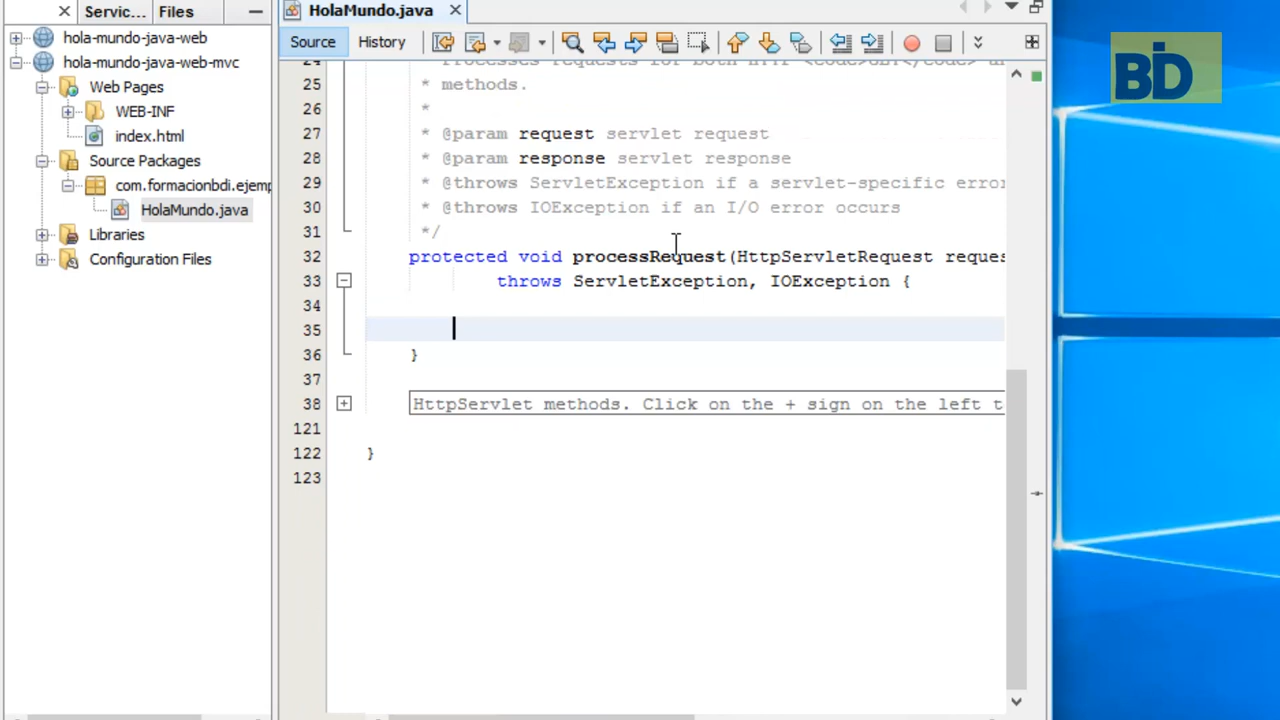 Servic... Files
HolaMundo.java
hola-mundo-java-web
hola-mundo-java-web-mvc
Web Pages
WEB-INF
index.html
Source Packages
com.formacionbdi.ejemp
HolaMundo.java
Libraries
Configuration Files
Source History
BD
24
25 * methods.
26 *
27 * @param request servlet request
28 * @param response servlet response
29 * @throws ServletException if a servlet-specific error
30 * @throws IOException if an I/O error occurs
31 */
32 protected void processRequest(HttpServletRequest reques
33 throws ServletException, IOException {
34
35
36 }
37
38 HttpServlet methods. Click on the + sign on the left t
121
122 }
123